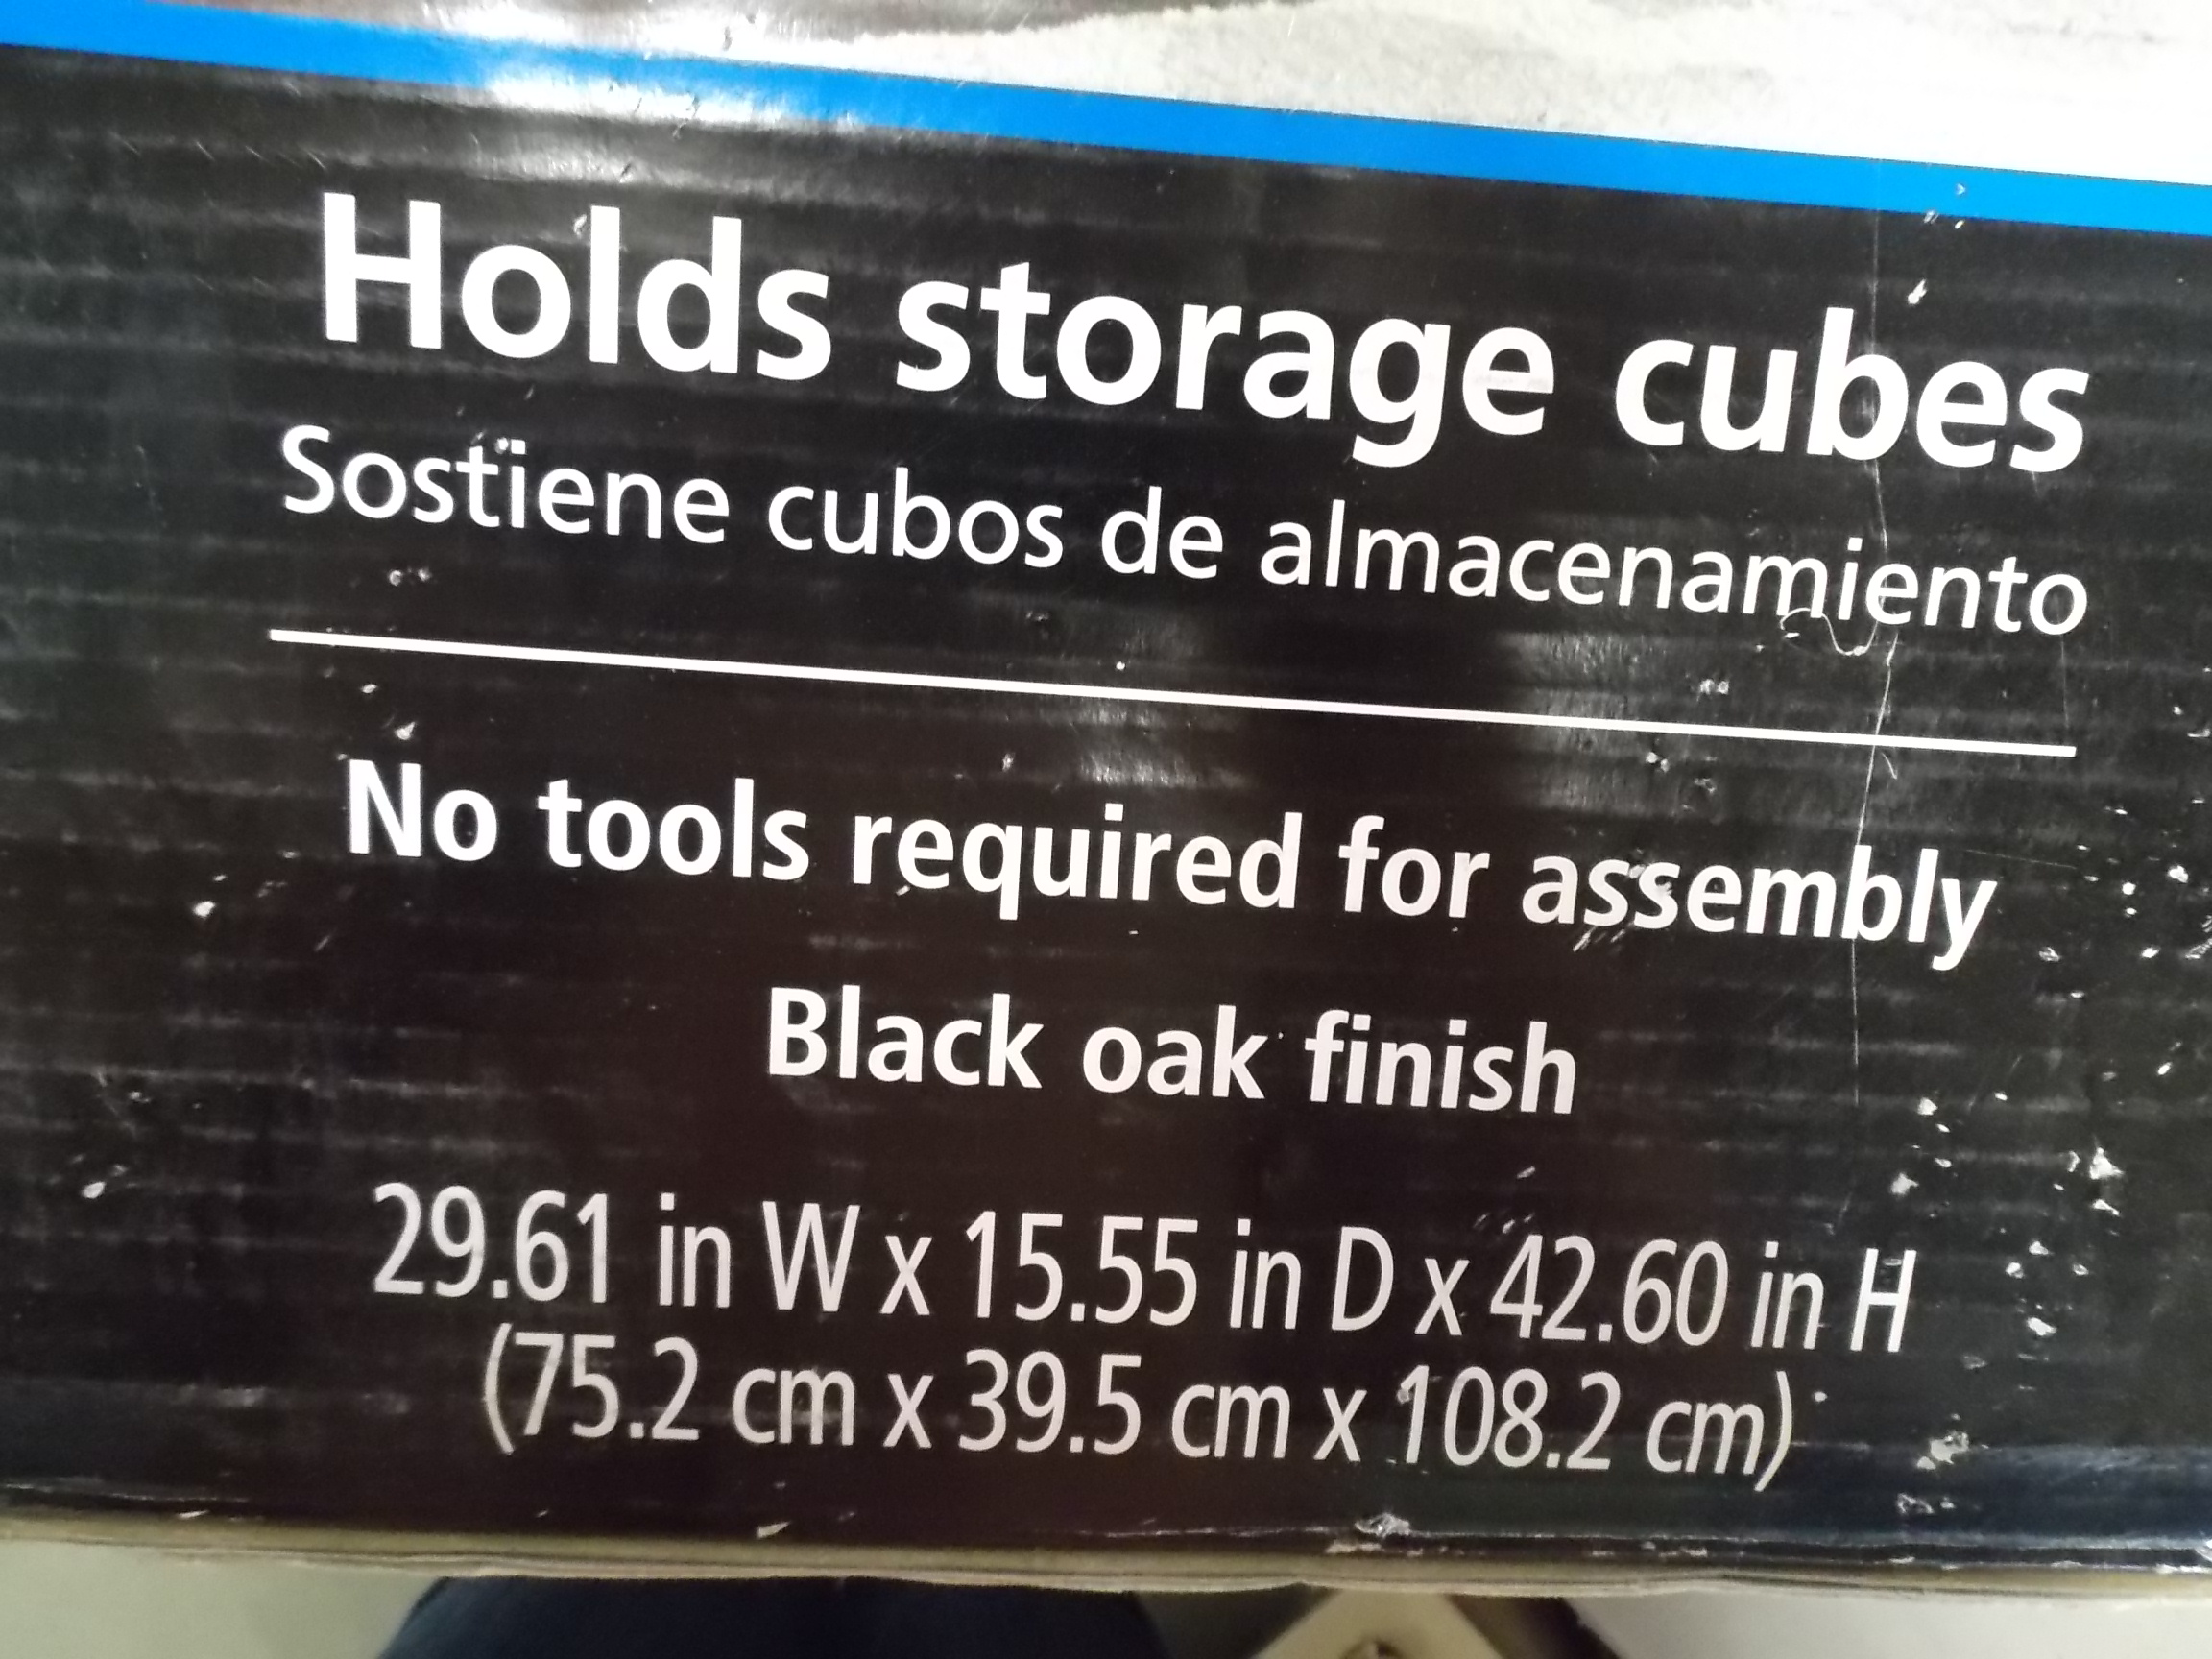 Holds storage cubes
Sostiene cubos de almacenamiento
No tools required for assembly
Black oak finish
29.61 in W x 15.55 in D x 42.60 in H
(75.2 cm x 39.5 cm x 108.2 cm)